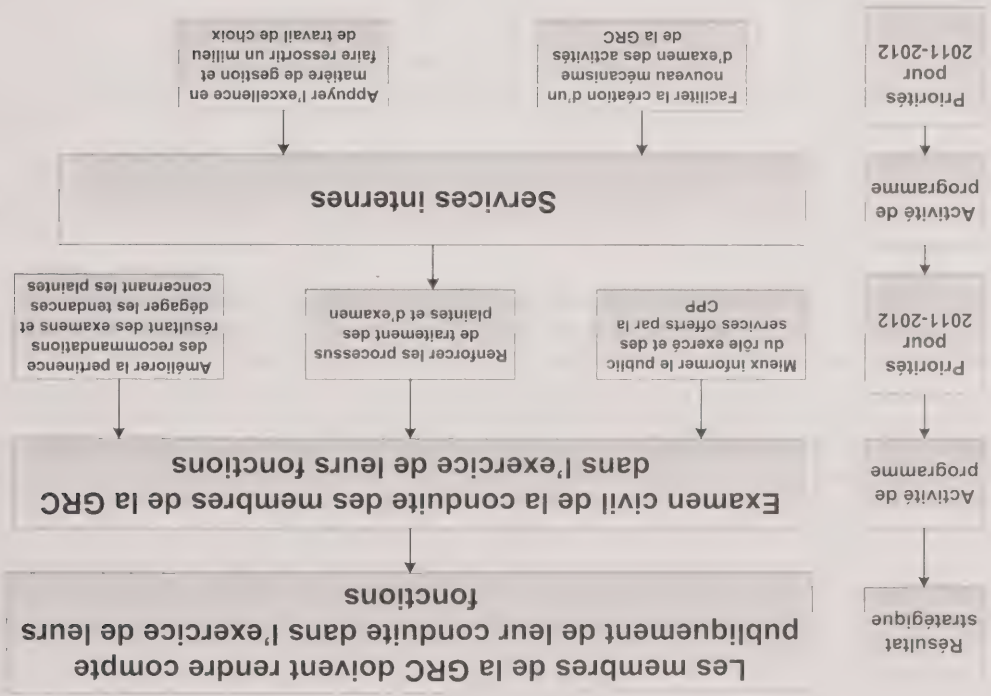 Résultat
stratégique
Les membres de la GRC doivent rendre compte
publiquement de leur conduite dans l'exercice de leurs
fonctions
Activité de
programme
Examen civil de la conduite des membres de la GRC
dans l'exercice de leurs fonctions
Priorités
pour
2011-2012
Mieux informer le public
du rôle exercé et des
services offerts par la
CPP
Renforcer les processus
de traitement des
plaintes et d'examen
Améliorer la pertinence
des recommandations
résultant des examens et
dégager les tendances
concernant les plaintes
Activité de
programme
Services internes
Priorités
pour
2011-2012
Faciliter la création d'un
nouveau mécanisme
d'examen des activités
de la GRC
Appuyer l'excellence en
matière de gestion et
faire ressortir un milieu
de travail de choix